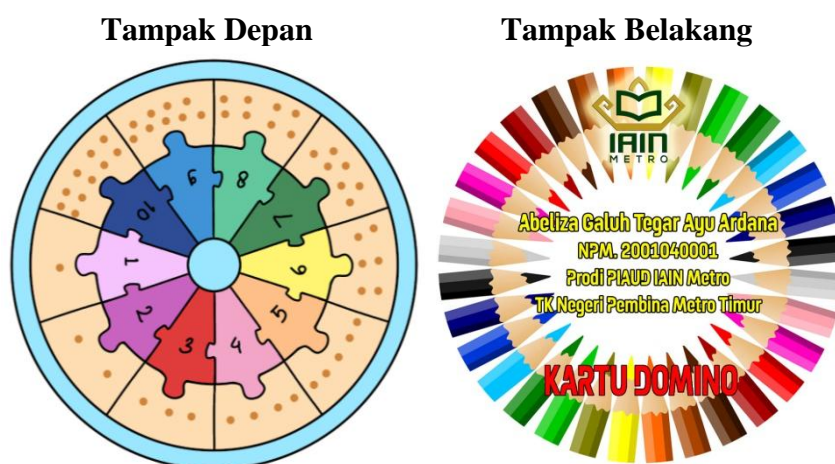 Tampak Depan
Tampak Belakang
1
2
3
4
5
6
7
8
9
10
IAIN
METRO
Abeliza Galuh Tegar Ayu Ardana
NPM. 2001040001
Prodi PIAUD IAIN Metro
TK Negeri Pembina Metro Timur
KARTU DOMINO